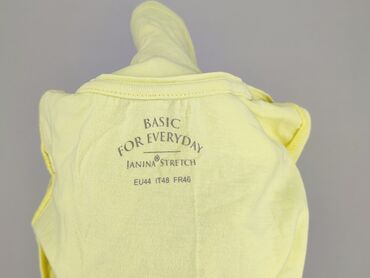 BASIC
FOR EVERYDAY
JANINA® STRETCH
EU44 IT48 FR46